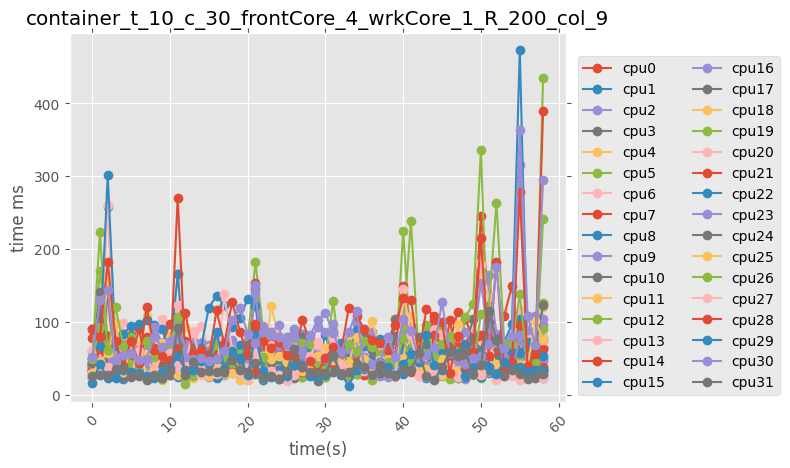 container_t_10_c_30_frontCore_4_wrkCore_1_R_200_col_9
time ms
400
300
200
100
0
0
10
20
30
40
50
60
time(s)
cpu0
cpu1
cpu2
cpu3
cpu4
cpu5
cpu6
cpu7
cpu8
cpu9
cpu10
cpu11
cpu12
cpu13
cpu14
cpu15
cpu16
cpu17
cpu18
cpu19
cpu20
cpu21
cpu22
cpu23
cpu24
cpu25
cpu26
cpu27
cpu28
cpu29
cpu30
cpu31